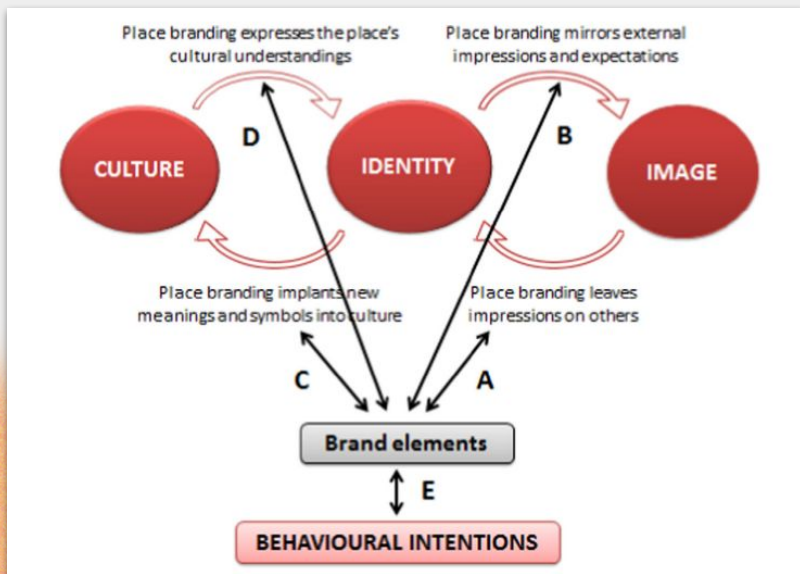 Place branding expresses the place's
cultural understandings
Place branding mirrors external
impressions and expectations
D
B
CULTURE
IDENTITY
IMAGE
Place branding implants new
meanings and symbols into culture
Place branding leaves
impressions on others
C
A
Brand elements
E
BEHAVIOURAL INTENTIONS